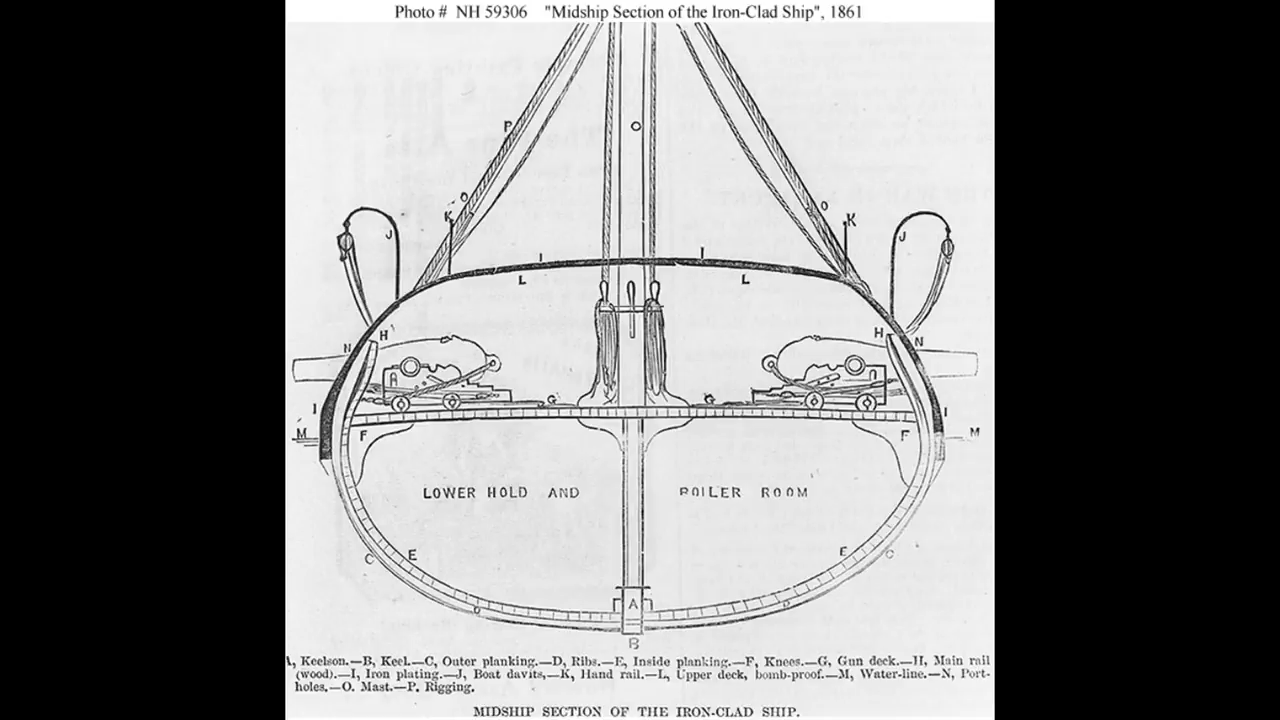 Photo # NH 59306 "Midship Section of the Iron-Clad Ship", 1861
P
O
O
O
K
K
J
J
I
I
L
L
H
H
N
N
G
G
I
I
M
M
F
F
LOWER HOLD AND BOILER ROOM
E
E
C
C
A
B
A, Keelson.—B, Keel.—C, Outer planking.—D, Ribs.—E, Inside planking.—F, Knees.—G, Gun deck.—H, Main rail
(wood).—I, Iron plating.—J, Boat davits,—K, Hand rail.—L, Upper deck, bomb-proof.—M, Water-line.—N, Port-
holes.—O. Mast.—P. Rigging.
MIDSHIP SECTION OF THE IRON-CLAD SHIP.